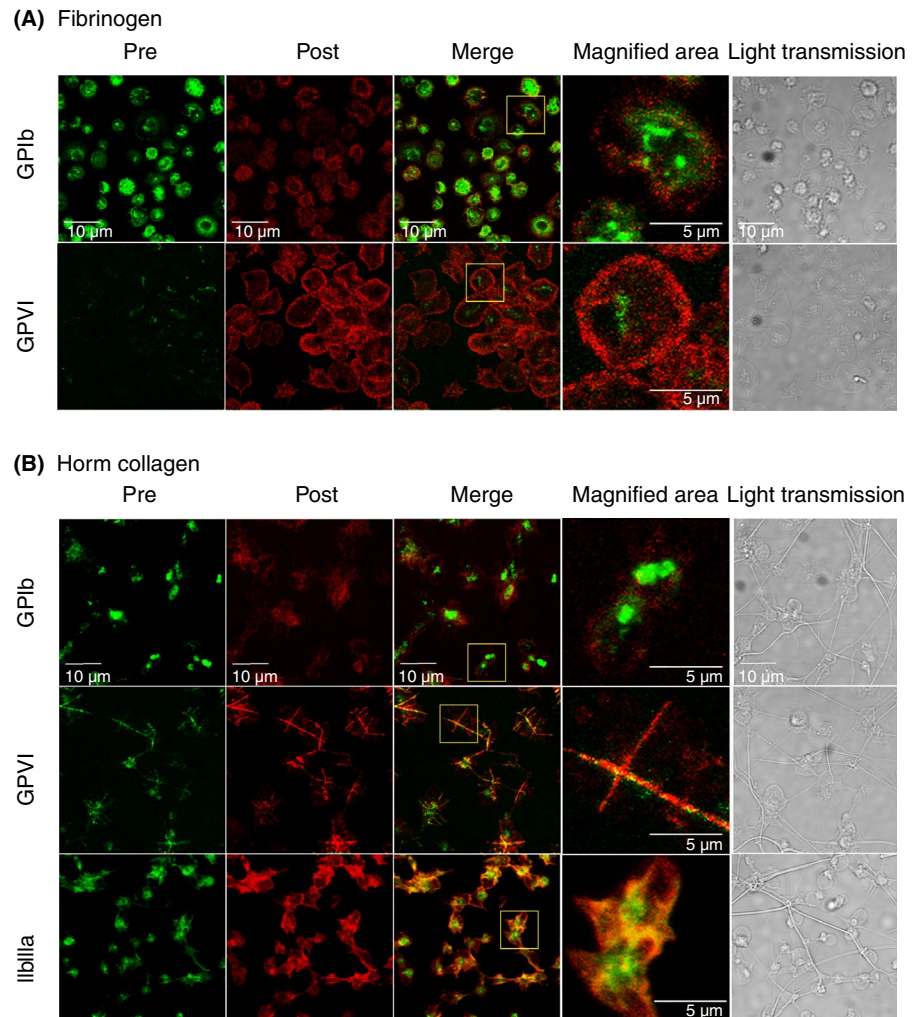 (A) Fibrinogen
Pre Post Merge Magnified area Light transmission
GPIb
10 µm 10 µm 10 µm 5 µm 10 µm
GPVI
5 µm
(B) Horm collagen
Pre Post Merge Magnified area Light transmission
GPIb
10 µm 10 µm 10 µm 5 µm 10 µm
GPVI
5 µm
IIbIIIa
5 µm